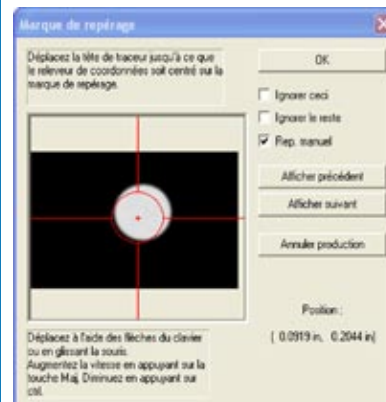 Marque de repérage
Déplacez la tête de traceur jusqu'à ce que
le releveur de coordonnées soit centré sur la
marque de repérage.
OK
Ignorer ceci
Ignorer le reste
Rep. manuel
Afficher précédent
Afficher suivant
Annuler production
Position :
( 0.0919 in, 0.2044 in)
Déplacez à l'aide des flèches du clavier
ou en glissant la souris.
Augmentez la vitesse en appuyant sur la
touche Maj. Diminuez en appuyant sur
ctrl.